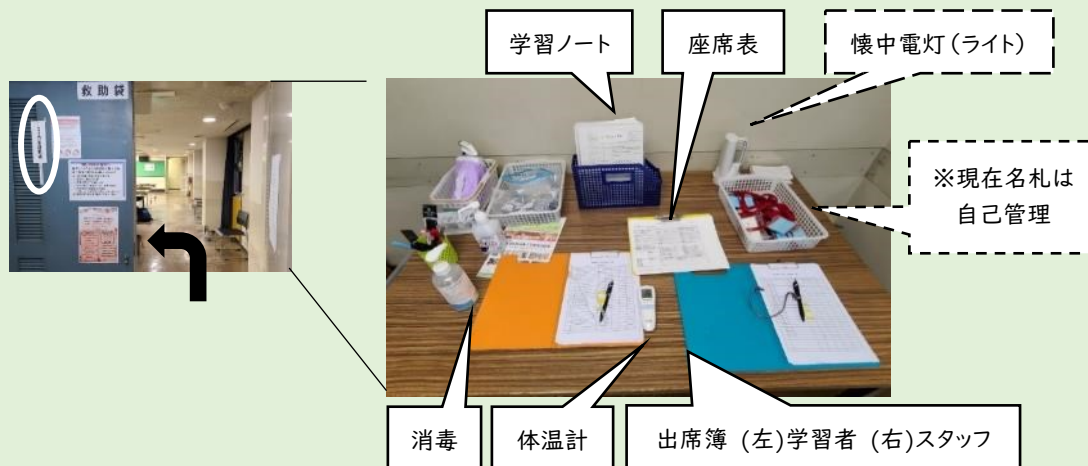 学習ノート
座席表
懐中電灯(ライト)
救助袋
※現在名札は
自己管理
消毒
体温計
出席簿 (左)学習者 (右)スタッフ